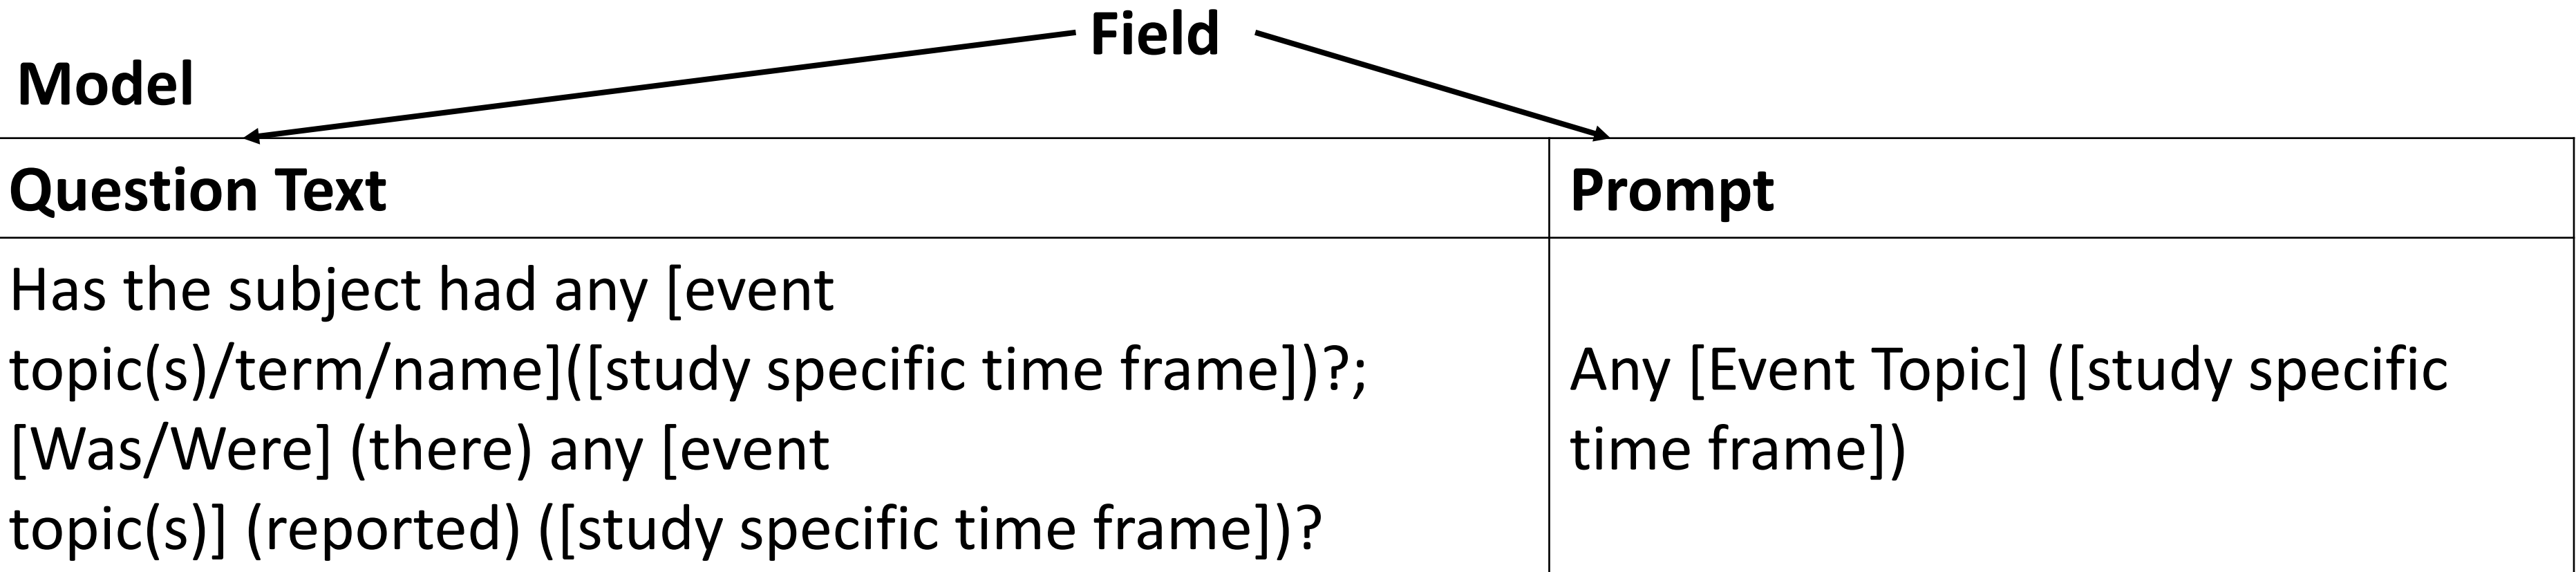 Field
Model
Question Text
Prompt
Has the subject had any [event
topic(s)/term/name]([study specific time frame])?;
[Was/Were] (there) any [event
topic(s)] (reported) ([study specific time frame])?
Any [Event Topic] ([study specific
time frame])